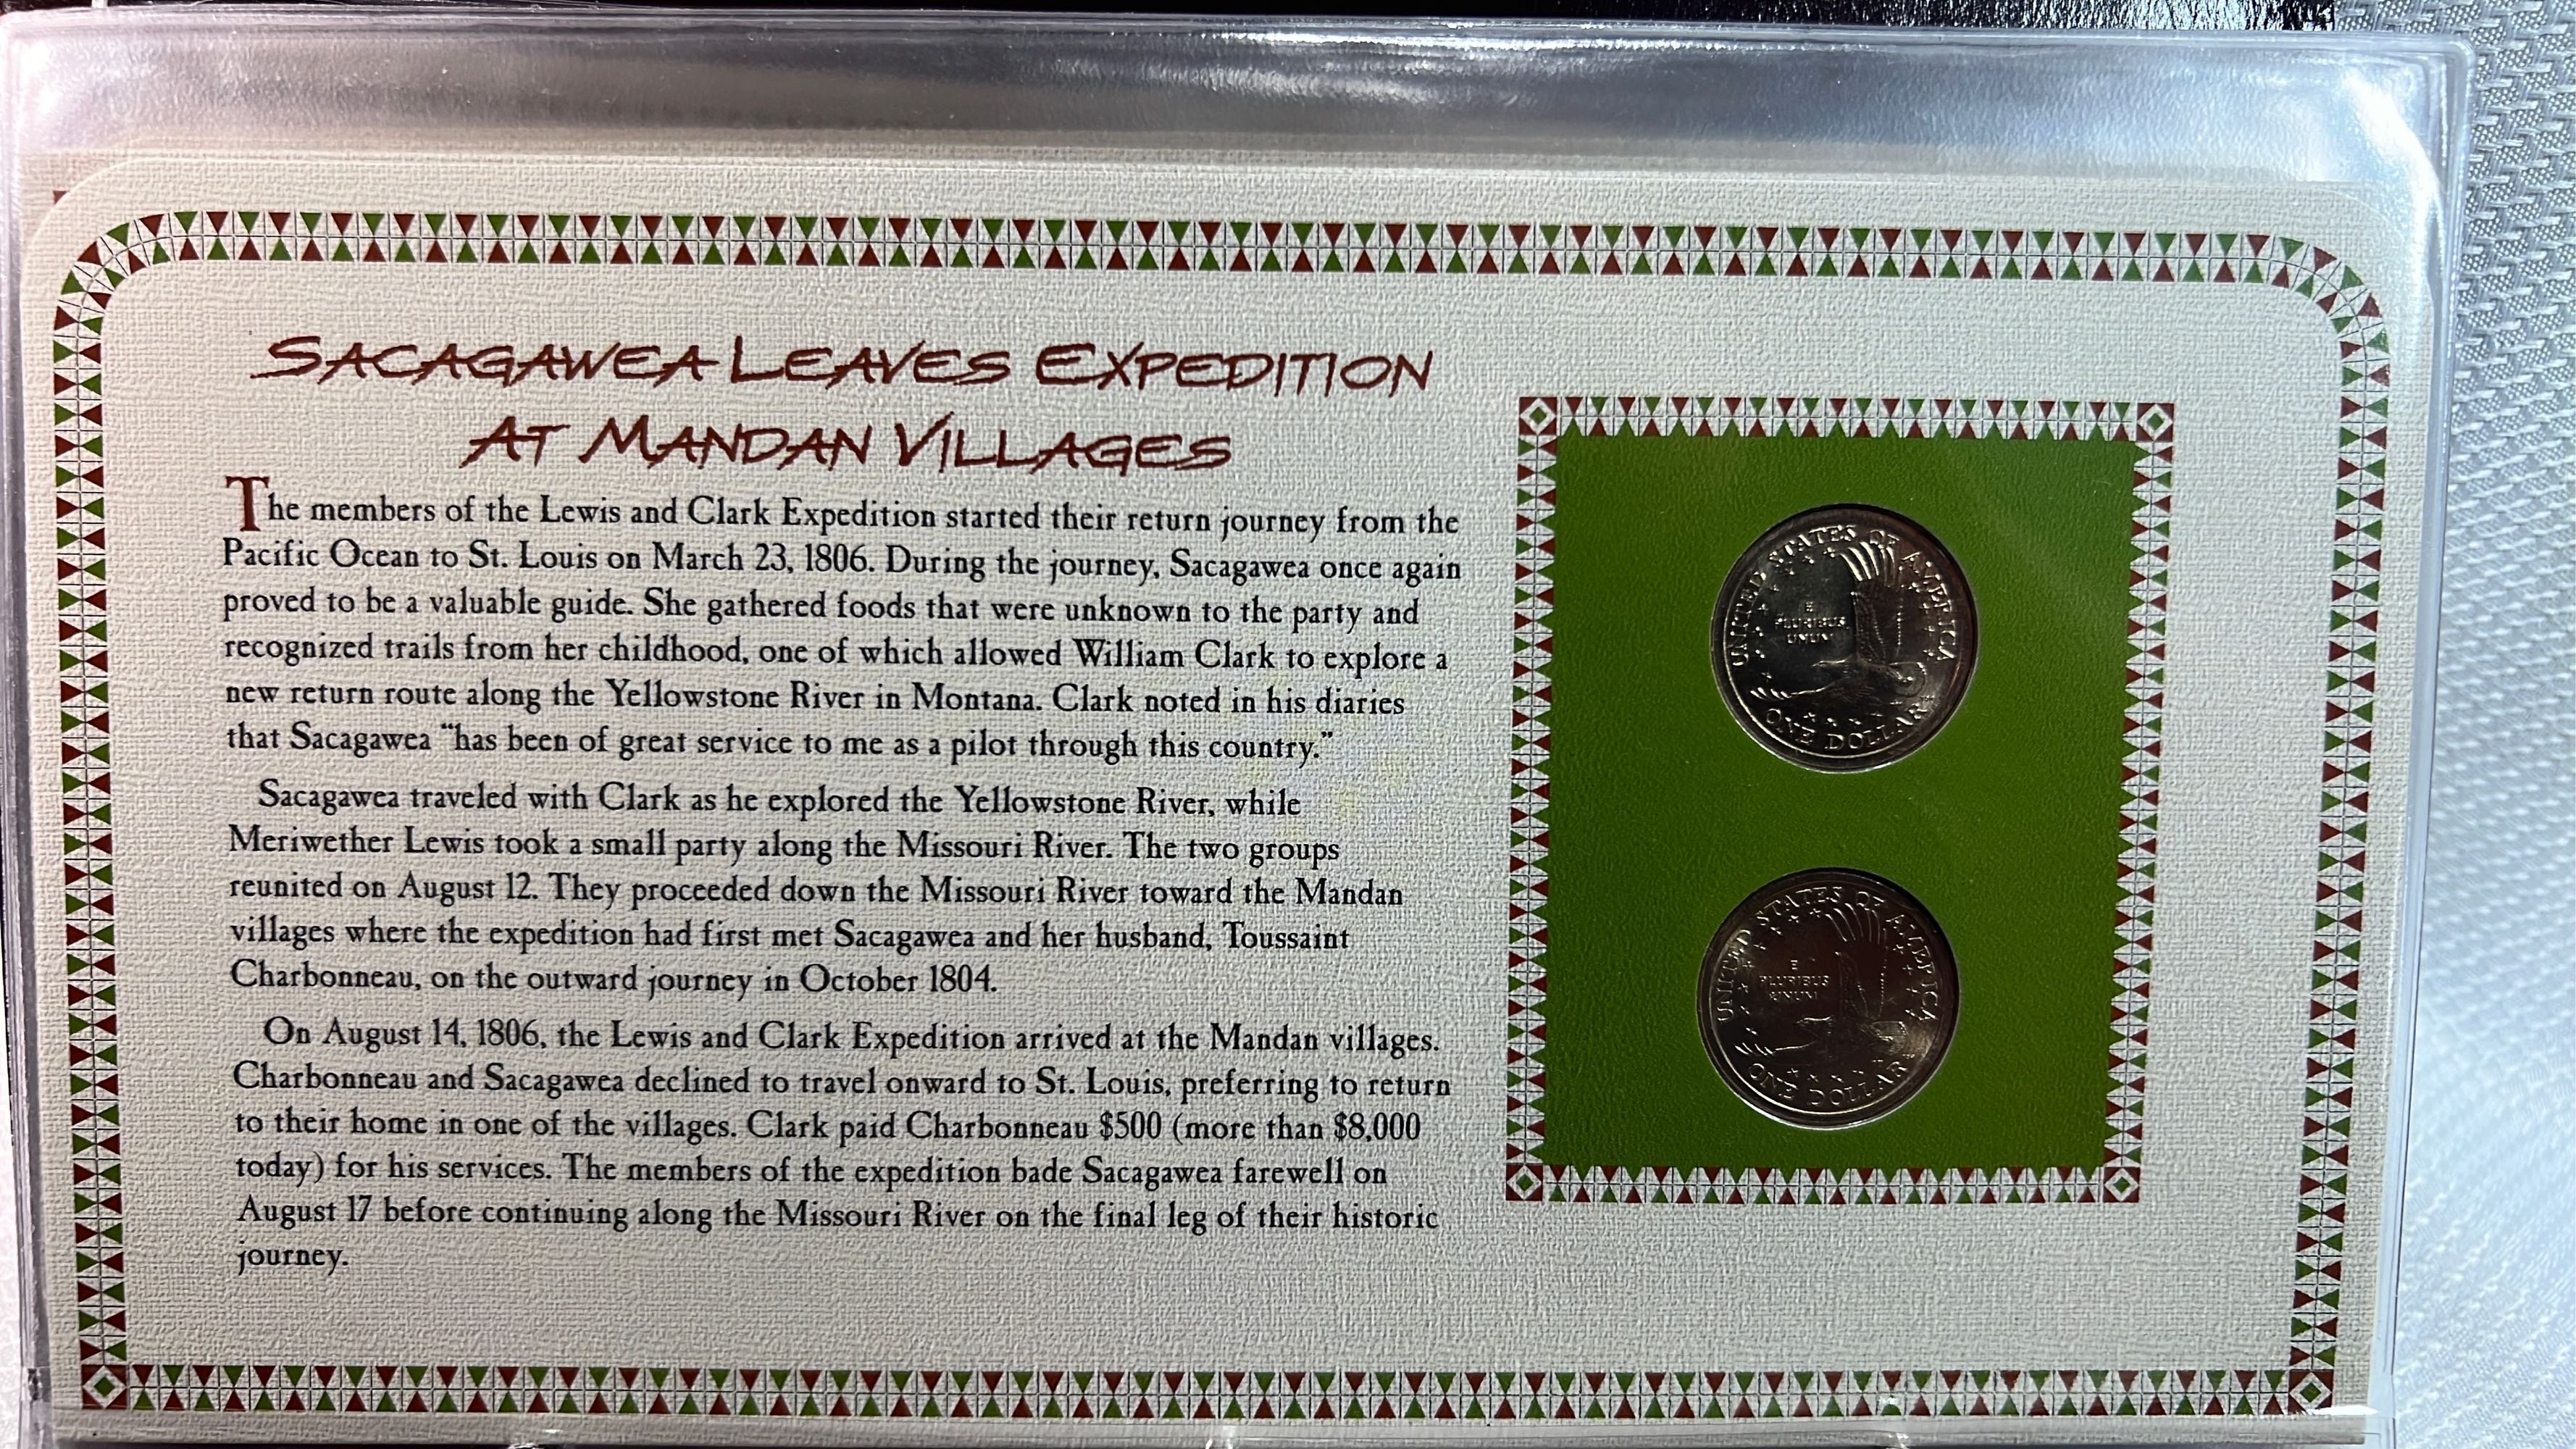 SACAGAWEA LEAVES EXPEDITION
AT MANDAN VILLAGES
The members of the Lewis and Clark Expedition started their return journey from the
Pacific Ocean to St. Louis on March 23, 1806. During the journey, Sacagawea once again
proved to be a valuable guide. She gathered foods that were unknown to the party and
recognized trails from her childhood, one of which allowed William Clark to explore a
new return route along the Yellowstone River in Montana. Clark noted in his diaries
that Sacagawea "has been of great service to me as a pilot through this country."
Sacagawea traveled with Clark as he explored the Yellowstone River, while
Meriwether Lewis took a small party along the Missouri River. The two groups
reunited on August 12. They proceeded down the Missouri River toward the Mandan
villages where the expedition had first met Sacagawea and her husband, Toussaint
Charbonneau, on the outward journey in October 1804.
On August 14, 1806, the Lewis and Clark Expedition arrived at the Mandan villages.
Charbonneau and Sacagawea declined to travel onward to St. Louis, preferring to return
to their home in one of the villages. Clark paid Charbonneau $500 (more than $8,000
today) for his services. The members of the expedition bade Sacagawea farewell on
August 17 before continuing along the Missouri River on the final leg of their historic
journey.
UNITED STATES OF AMERICA
E
PLURIBUS
UNUM
ONE DOLLAR
UNITED STATES OF AMERICA
E
PLURIBUS
UNUM
ONE DOLLAR